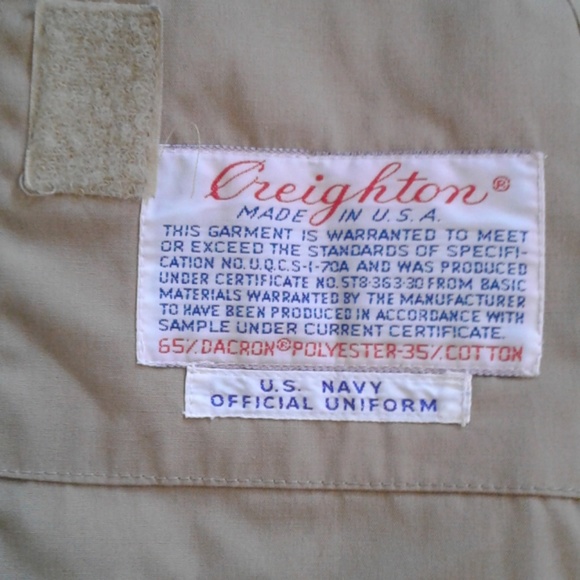 Creighton®
MADE IN U.S.A.
THIS GARMENT IS WARRANTED TO MEET
OR EXCEED THE STANDARDS OF SPECIFI-
CATION NO. U.Q.C.S-1-70A AND WAS PRODUCED
UNDER CERTIFICATE NO. ST8-363-30 FROM BASIC
MATERIALS WARRANTED BY THE MANUFACTURER
TO HAVE BEEN PRODUCED IN ACCORDANCE WITH
SAMPLE UNDER CURRENT CERTIFICATE.
65% DACRON® POLYESTER-35% COTTON
U.S. NAVY
OFFICIAL UNIFORM